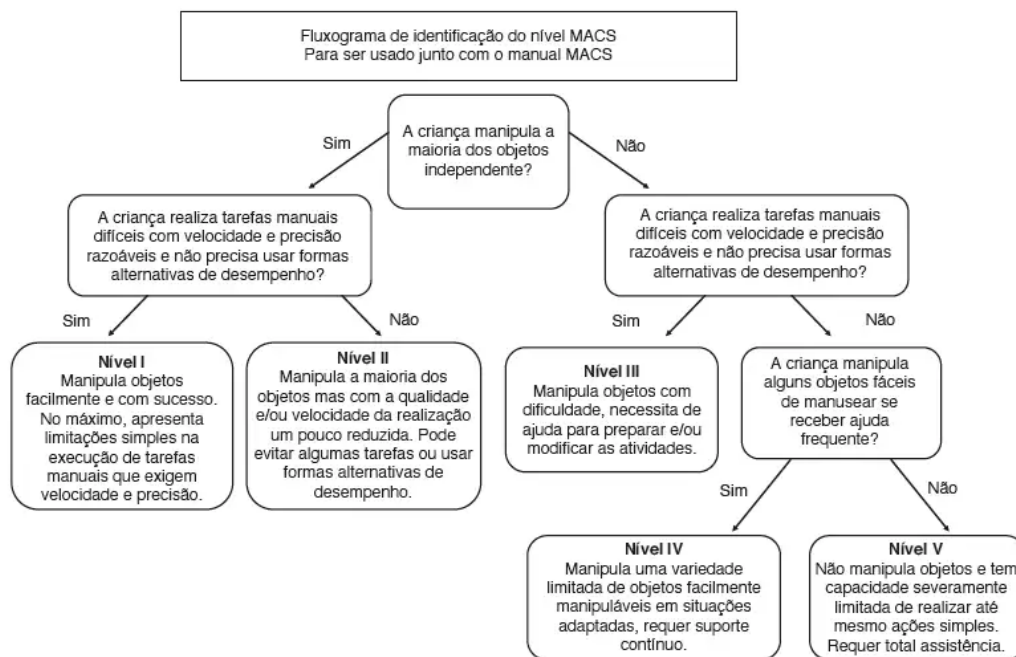 Fluxograma de identificação do nível MACS
Para ser usado junto com o manual MACS
A criança manipula a
maioria dos objetos
independente?
Sim
Não
A criança realiza tarefas manuais
difíceis com velocidade e precisão
razoáveis e não precisa usar formas
alternativas de desempenho?
A criança realiza tarefas manuais
difíceis com velocidade e precisão
razoáveis e não precisa usar formas
alternativas de desempenho?
Sim
Não
Sim
Não
Nível I
Manipula objetos
facilmente e com sucesso.
No máximo, apresenta
limitações simples na
execução de tarefas
manuais que exigem
velocidade e precisão.
Nível II
Manipula a maioria dos
objetos mas com a qualidade
e/ou velocidade da realização
um pouco reduzida. Pode
evitar algumas tarefas ou usar
formas alternativas de
desempenho.
Nível III
Manipula objetos com
dificuldade, necessita de
ajuda para preparar e/ou
modificar as atividades.
A criança manipula
alguns objetos fáceis
de manusear se
receber ajuda
frequente?
Sim
Não
Nível IV
Manipula uma variedade
limitada de objetos facilmente
manipuláveis em situações
adaptadas, requer suporte
contínuo.
Nível V
Não manipula objetos e tem
capacidade severamente
limitada de realizar até
mesmo ações simples.
Requer total assistência.